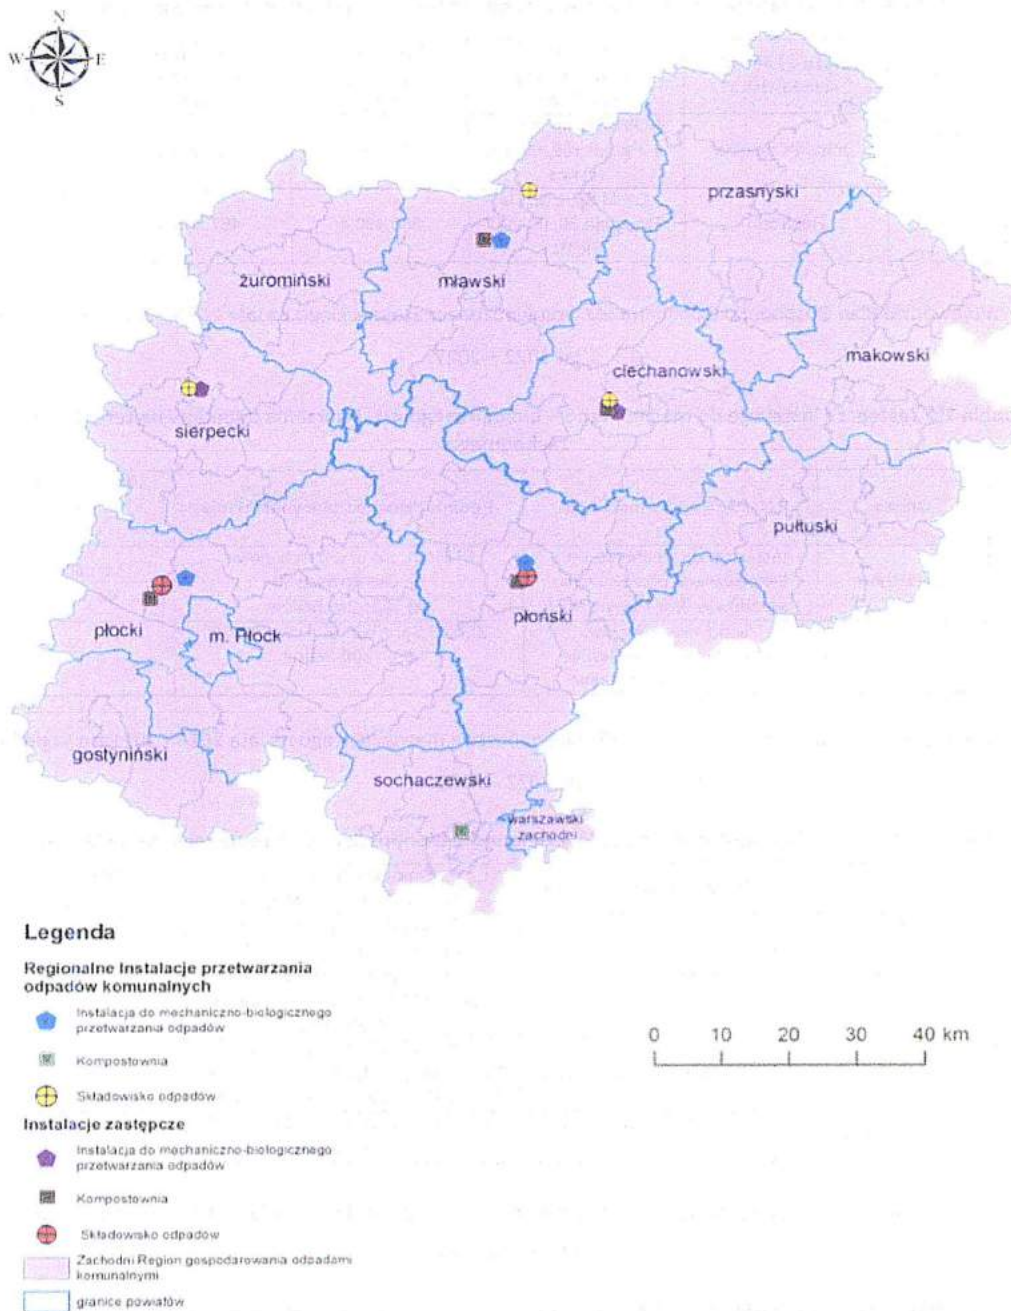 N
W E
S
przasnyski
żuromiński
mławski
ciechanowski
makowski
sierpecki
pułtuski
płoński
płocki
m. Płock
gostyniński
sochaczewski
warszawski
zachodni
Legenda
Regionalne Instalacje przetwarzania
odpadów komunalnych
Instalacja do mechaniczno-biologicznego
przetwarzania odpadów
Kompostownia
Składowisko odpadów
Instalacje zastępcze
Instalacja do mechaniczno-biologicznego
przetwarzania odpadów
Kompostownia
Składowisko odpadów
Zachodni Region gospodarowania odpadami
komunalnymi
granice powiatów
0 10 20 30 40 km